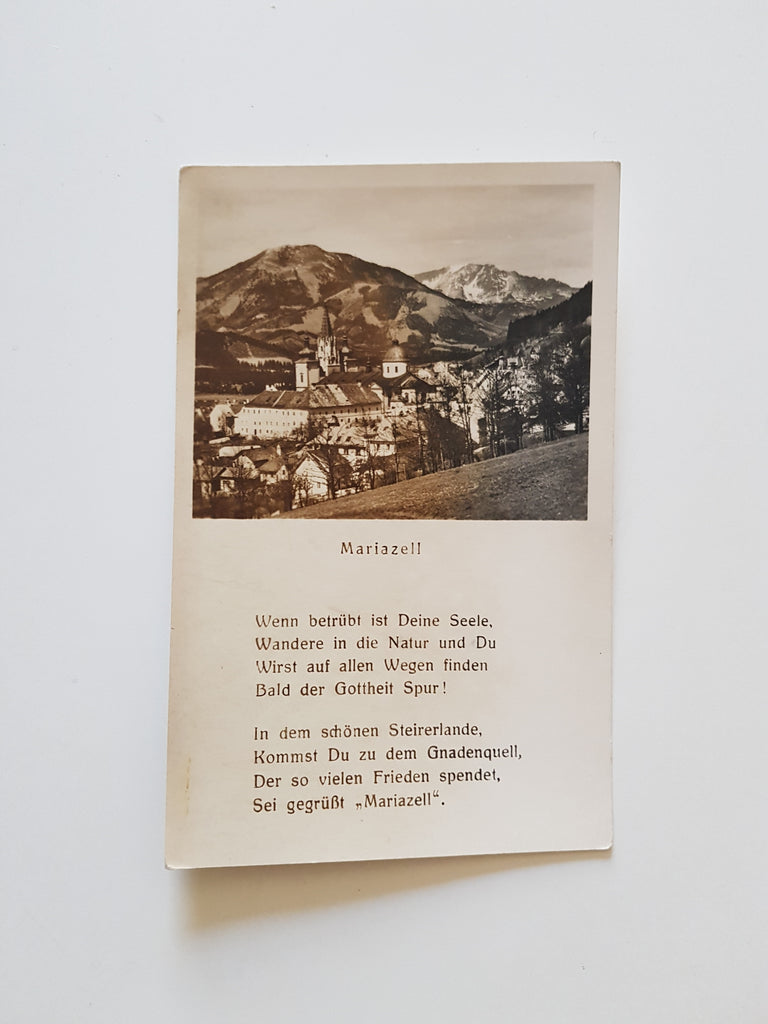 Mariazell
Wenn betrübt ist Deine Seele,
Wandere in die Natur und Du
Wirst auf allen Wegen finden
Bald der Gottheit Spur!
In dem schönen Steirerlande,
Kommst Du zu dem Gnadenquell,
Der so vielen Frieden spendet,
Sei gegrüßt „Mariazell“.